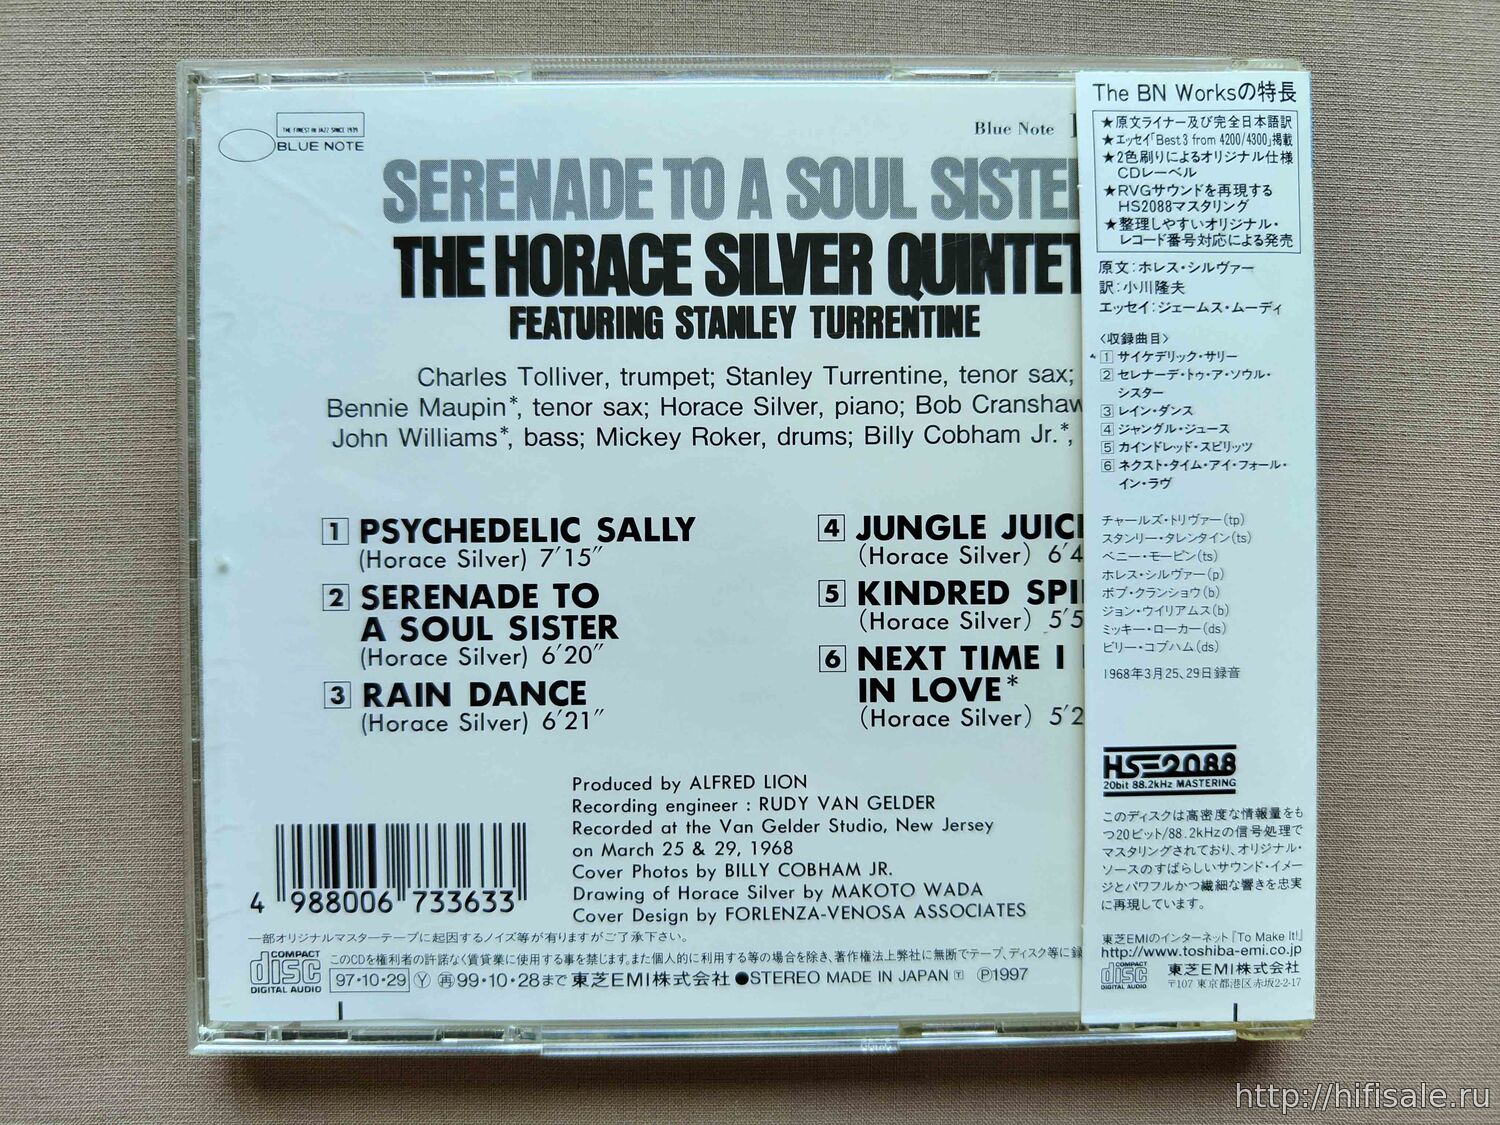 THE FINEST IN JAZZ SINCE 1939
BLUE NOTE
Blue Note
SERENADE TO A SOUL SISTE
THE HORACE SILVER QUINTET
FEATURING STANLEY TURRENTINE
Charles Tolliver, trumpet; Stanley Turrentine, tenor sax;
Bennie Maupin*, tenor sax; Horace Silver, piano; Bob Cranshaw
John Williams*, bass; Mickey Roker, drums; Billy Cobham Jr.*,
1 PSYCHEDELIC SALLY
(Horace Silver) 7′15″
2 SERENADE TO
A SOUL SISTER
(Horace Silver) 6′20″
3 RAIN DANCE
(Horace Silver) 6′21″
4 JUNGLE JUIC
(Horace Silver) 6′4
5 KINDRED SPI
(Horace Silver) 5′5
6 NEXT TIME I
IN LOVE*
(Horace Silver) 5′2
Produced by ALFRED LION
Recording engineer : RUDY VAN GELDER
Recorded at the Van Gelder Studio, New Jersey
on March 25 & 29, 1968
Cover Photos by BILLY COBHAM JR.
Drawing of Horace Silver by MAKOTO WADA
Cover Design by FORLENZA-VENOSA ASSOCIATES
4 988006 733633
一部オリジナルマスターテープに起因するノイズ等が有りますがご了承下さい。
COMPACT
disc
DIGITAL AUDIO
このCDを権利者の許諾なく賃貸業に使用する事を禁じます。また個人的に利用する等の場合を除き、著作権法上弊社に無断でテープ、ディスク等に録
97・10・29 Ⓨ 再 99・10・28まで 東芝EMI株式会社 ●STEREO MADE IN JAPAN Ⓣ Ⓟ1997
The BN Worksの特長
★原文ライナー及び完全日本語訳
★エッセイ「Best3 from 4200/4300」掲載
★2色刷りによるオリジナル仕様
CDレーベル
★RVGサウンドを再現する
HS2088マスタリング
★整理しやすいオリジナル・
レコード番号対応による発売
原文:ホレス・シルヴァー
訳:小川隆夫
エッセイ:ジェームス・ムーディ
〈収録曲目〉
1 サイケデリック・サリー
2 セレナーデ・トゥ・ア・ソウル・
シスター
3 レイン・ダンス
4 ジャングル・ジュース
5 カインドレッド・スピリッツ
6 ネクスト・タイム・アイ・フォール・
イン・ラヴ
チャールズ・トリヴァー(tp)
スタンリー・タレンタイン(ts)
ベニー・モーピン(ts)
ホレス・シルヴァー(p)
ボブ・クランショウ(b)
ジョン・ウイリアムス(b)
ミッキー・ローカー(ds)
ビリー・コブハム(ds)
1968年3月25、29日録音
HS2088
20bit 88.2kHz MASTERING
このディスクは高密度な情報量をも
つ20ビット/88.2kHzの信号処理で
マスタリングされており、オリジナル・
ソースのすばらしいサウンド・イメー
ジとパワフルかつ繊細な響きを忠実
に再現しています。
東芝EMIのインターネット『To Make It!』
http://www.toshiba-emi.co.jp
COMPACT
disc
DIGITAL AUDIO
東芝EMI株式会社
〒107 東京都港区赤坂2-2-17
http://hifisale.ru